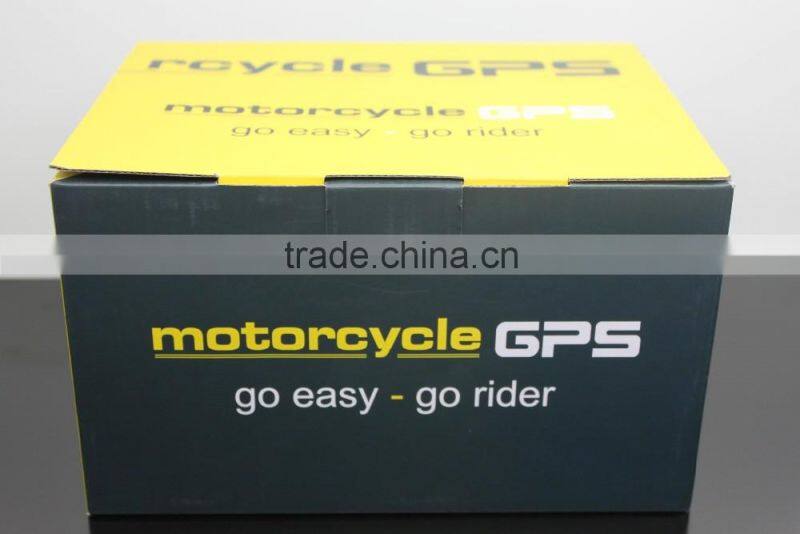 rcycle GPS
motorcycle GPS
go easy - go rider
trade.china.cn
motorcycle GPS
go easy - go rider